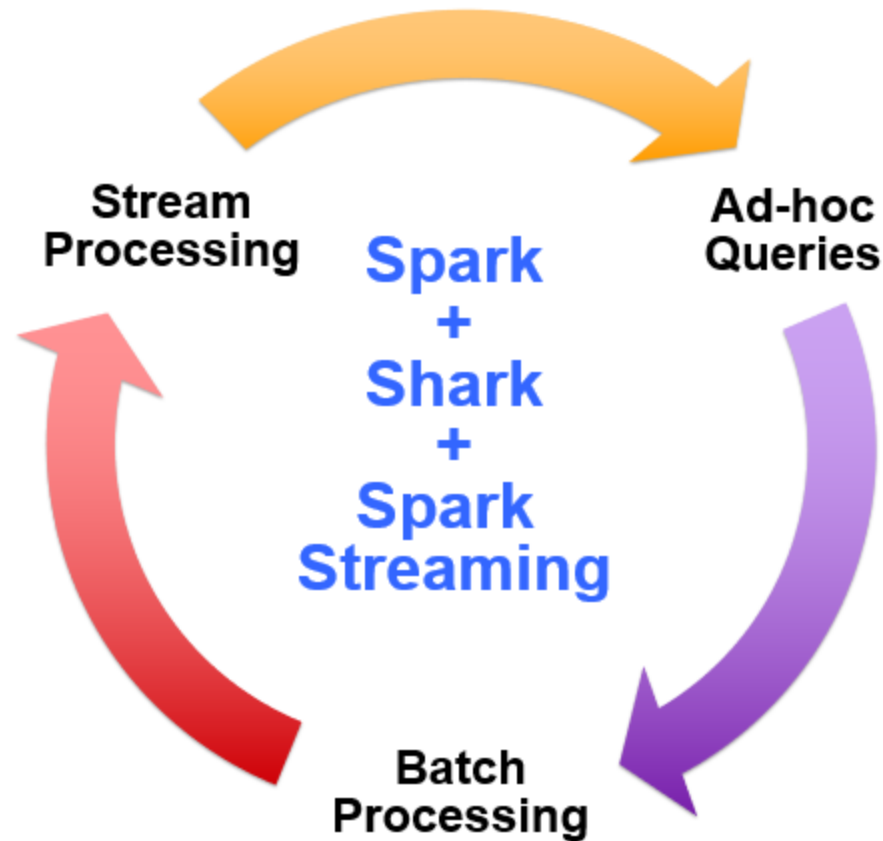 Stream
Processing
Ad-hoc
Queries
Spark
+
Shark
+
Spark
Streaming
Batch
Processing